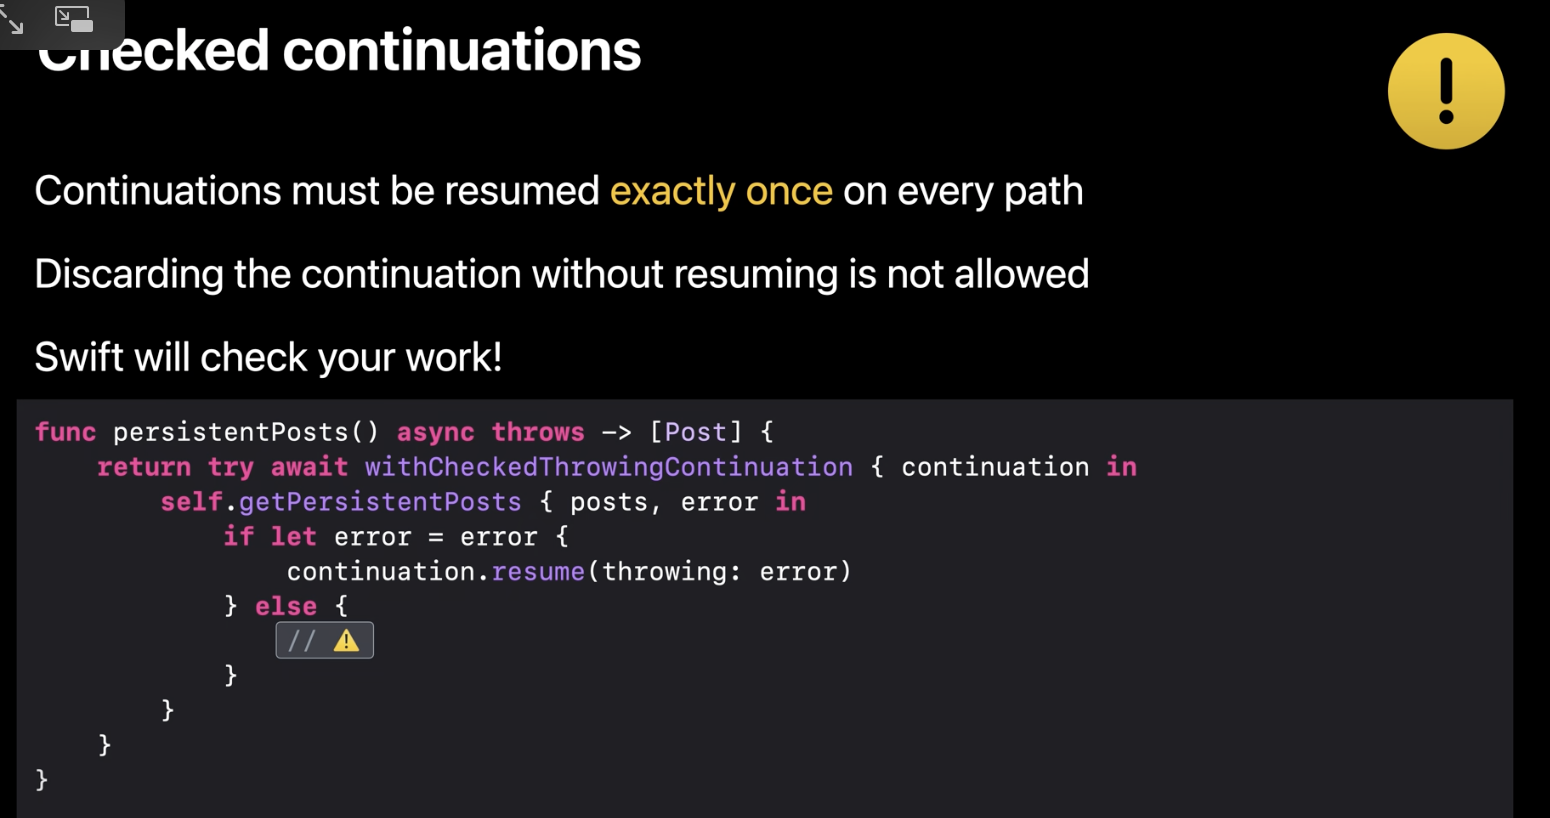 Checked continuations
Continuations must be resumed exactly once on every path
Discarding the continuation without resuming is not allowed
Swift will check your work!
func persistentPosts() async throws -> [Post] {
    return try await withCheckedThrowingContinuation { continuation in
        self.getPersistentPosts { posts, error in
            if let error = error {
                continuation.resume(throwing: error)
            } else {
                // ⚠️
            }
        }
    }
}